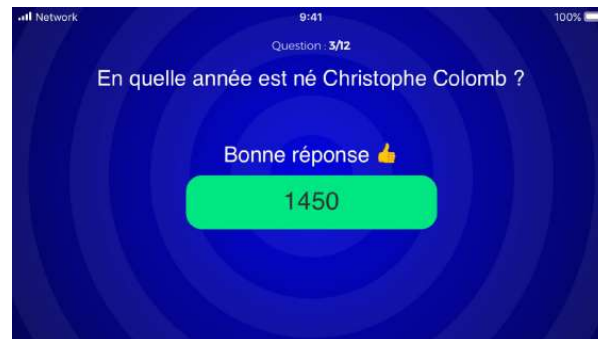 Network 9:41 100%
Question : 3/12
En quelle année est né Christophe Colomb ?
Bonne réponse 👍
1450